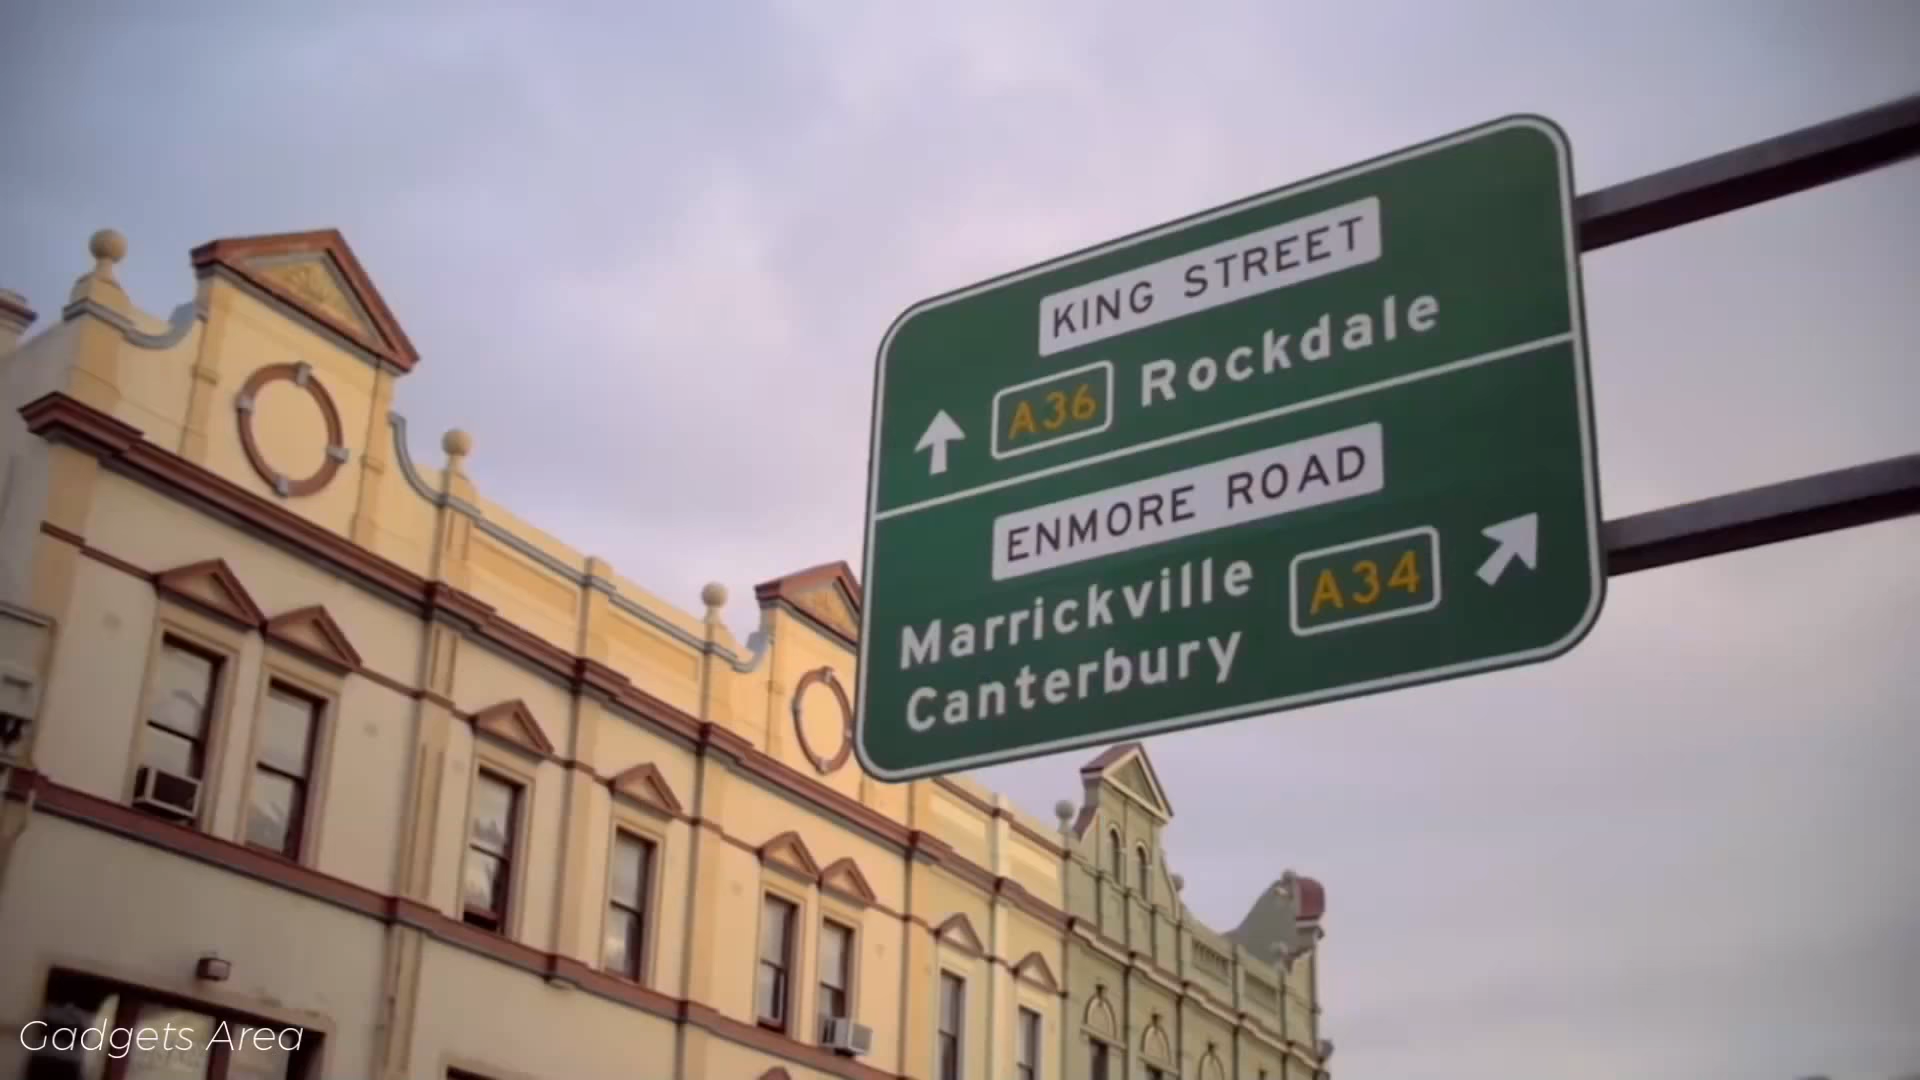 KING STREET
A36 Rockdale
ENMORE ROAD
Marrickville A34
Canterbury
Gadgets Area